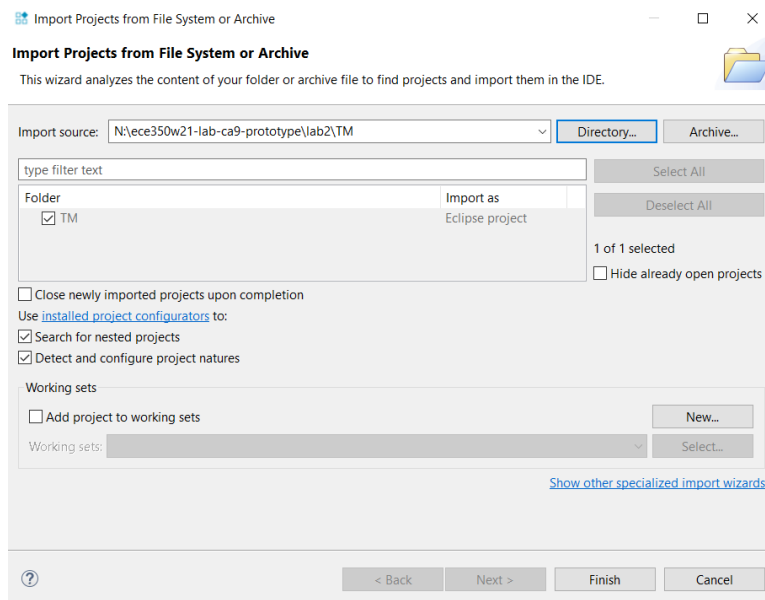 Import Projects from File System or Archive
Import Projects from File System or Archive
This wizard analyzes the content of your folder or archive file to find projects and import them in the IDE.
Import source: N:\ece350w21-lab-ca9-prototype\lab2\TM Directory... Archive...
type filter text Select All
Folder Import as Deselect All
TM Eclipse project
1 of 1 selected
Hide already open projects
Close newly imported projects upon completion
Use installed project configurators to:
Search for nested projects
Detect and configure project natures
Working sets
Add project to working sets New...
Working sets: Select...
Show other specialized import wizards
? < Back Next > Finish Cancel